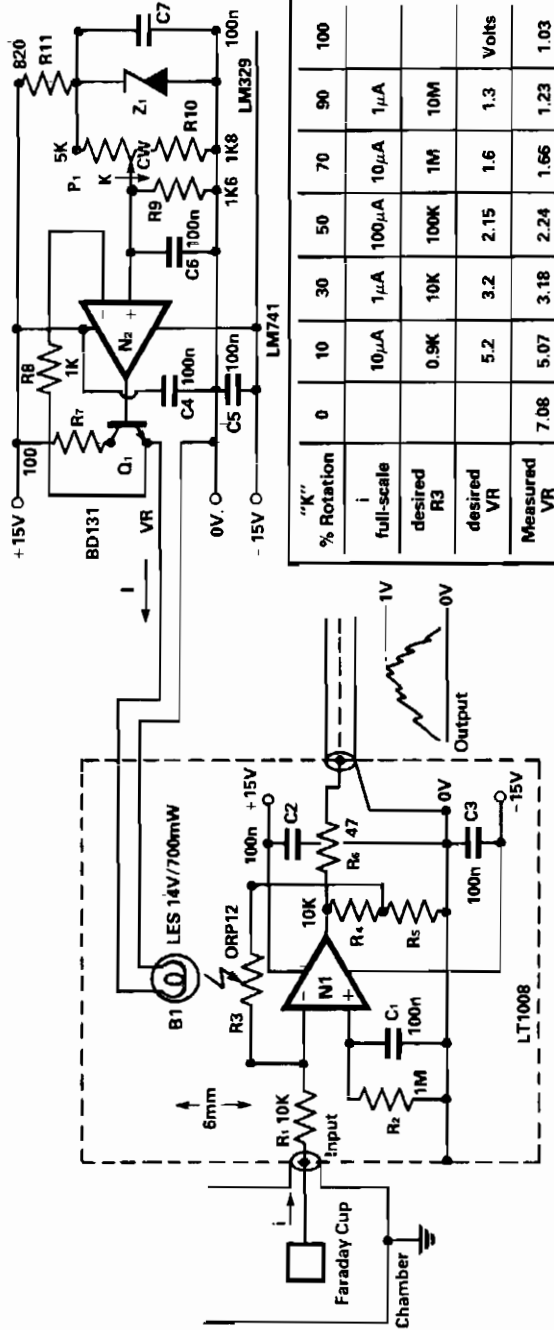 +15V
100
R7
R8
1K
BD131
Q1
VR
I
N2
−
+
C4
100n
C5
100n
LM741
0V.
-15V
C6
100n
5K
P1
K
CW
R9
1K6
R10
1K8
820
R11
Z1
LM329
C7
100n
B1
LES 14V/700mW
6mm
R3
ORP12
R1 10K
Input
i
Faraday Cup
Chamber
N1
−
+
R2
1M
C1
100n
LT1008
10K
R4
R5
R6
47
100n
+15V
C2
0V
C3
100n
-15V
1V
0V
Output
"K" % Rotation 0 10 30 50 70 90 100
i full-scale 10μA 1μA 100μA 10μA 1μA
desired R3 0.9K 10K 100K 1M 10M
desired VR 5.2 3.2 2.15 1.6 1.3 Volts
Measured VR 7.08 5.07 3.18 2.24 1.66 1.23 1.03